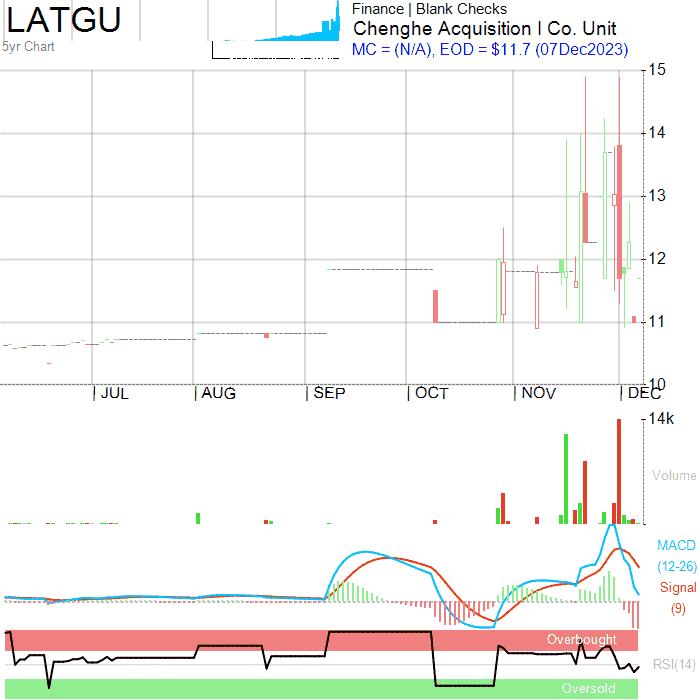 LATGU
5yr Chart
Finance | Blank Checks
Chenghe Acquisition I Co. Unit
MC = (N/A), EOD = $11.7 (07Dec2023)
15
14
13
12
11
10
| JUL | AUG | SEP | OCT | NOV | DEC
14k
Volume
MACD
(12-26)
Signal
(9)
Overbought
RSI(14)
Oversold